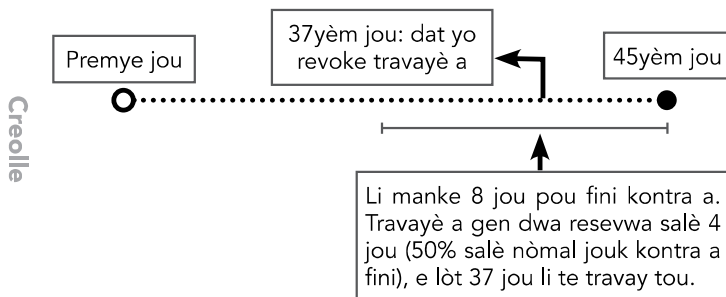 Creolle
Premye jou
37yèm jou: dat yo
revoke travayè a
45yèm jou
Li manke 8 jou pou fini kontra a.
Travayè a gen dwa resevwa salè 4
jou (50% salè nòmal jouk kontra a
fini), e lòt 37 jou li te travay tou.